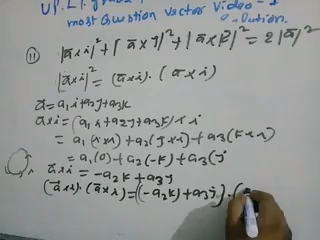 most Question vector video-
⑪ |ā×i|²+|ā×j|²+|ā×k|²=2|ā|²
|ā×i|²=(ā×i)·(ā×i)
ā=a₁i+a₂j+a₃k
ā×i=(a₁i+a₂j+a₃k)×i
=a₁(i×i)+a₂(j×i)+a₃(k×i)
=a₁(0)+a₂(-k)+a₃(j
ā×i=-a₂k+a₃j
(ā×i)·(ā×i)=(-a₂k)+a₃j)·(